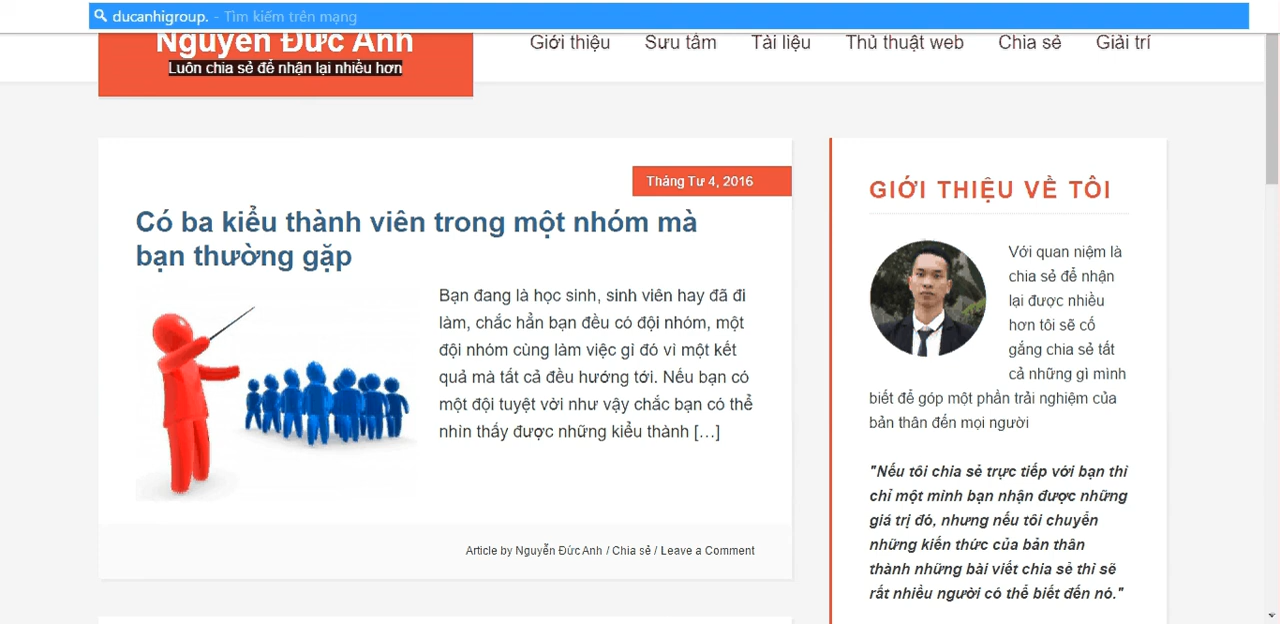 ducanhigroup. - Tìm kiếm trên mạng
Nguyễn Đức Anh
Luôn chia sẻ để nhận lại nhiều hơn
Giới thiệu Sưu tầm Tài liệu Thủ thuật web Chia sẻ Giải trí
Tháng Tư 4, 2016
Có ba kiểu thành viên trong một nhóm mà
bạn thường gặp
Bạn đang là học sinh, sinh viên hay đã đi
làm, chắc hẳn bạn đều có đội nhóm, một
đội nhóm cùng làm việc gì đó vì một kết
quả mà tất cả đều hướng tới. Nếu bạn có
một đội tuyệt vời như vậy chắc bạn có thể
nhìn thấy được những kiểu thành […]
Article by Nguyễn Đức Anh / Chia sẻ / Leave a Comment
GIỚI THIỆU VỀ TÔI
Với quan niệm là
chia sẻ để nhận
lại được nhiều
hơn tôi sẽ cố
gắng chia sẻ tất
cả những gì mình
biết để góp một phần trải nghiệm của
bản thân đến mọi người
"Nếu tôi chia sẻ trực tiếp với bạn thì
chỉ một mình bạn nhận được những
giá trị đó, nhưng nếu tôi chuyển
những kiến thức của bản thân
thành những bài viết chia sẻ thì sẽ
rất nhiều người có thể biết đến nó."